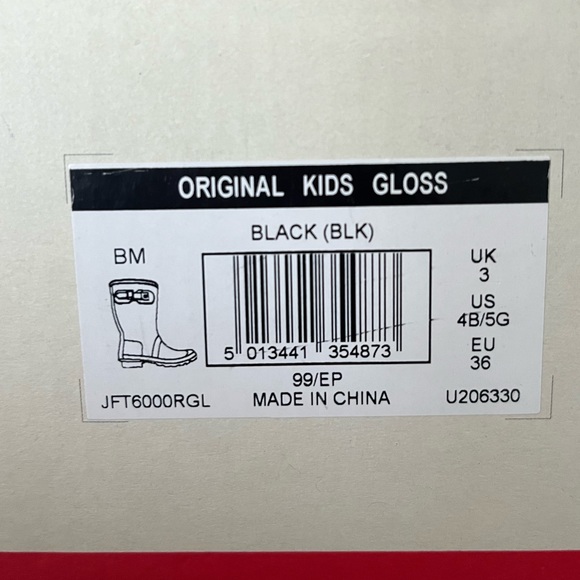 ORIGINAL KIDS GLOSS
BLACK (BLK)
BM
UK
3
US
4B/5G
EU
36
5 013441 354873
99/EP
JFT6000RGL
MADE IN CHINA
U206330